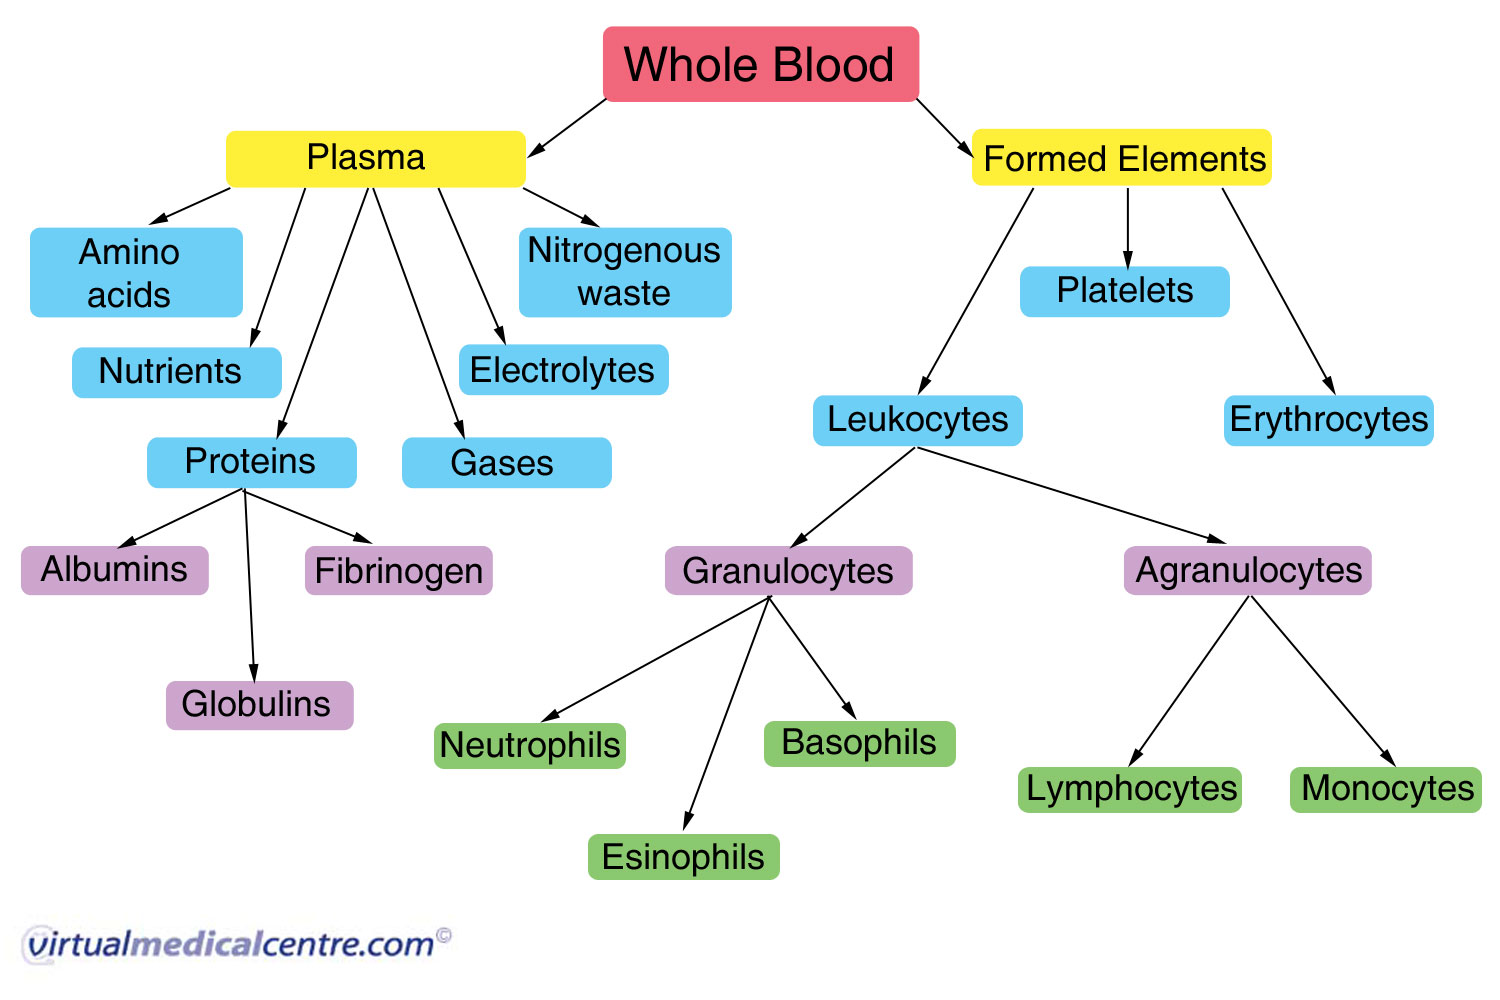 Whole Blood
Plasma
Formed Elements
Amino
acids
Nitrogenous
waste
Platelets
Nutrients
Electrolytes
Leukocytes
Erythrocytes
Proteins
Gases
Albumins
Fibrinogen
Granulocytes
Agranulocytes
Globulins
Neutrophils
Basophils
Lymphocytes
Monocytes
Esinophils
virtualmedicalcentre.com©